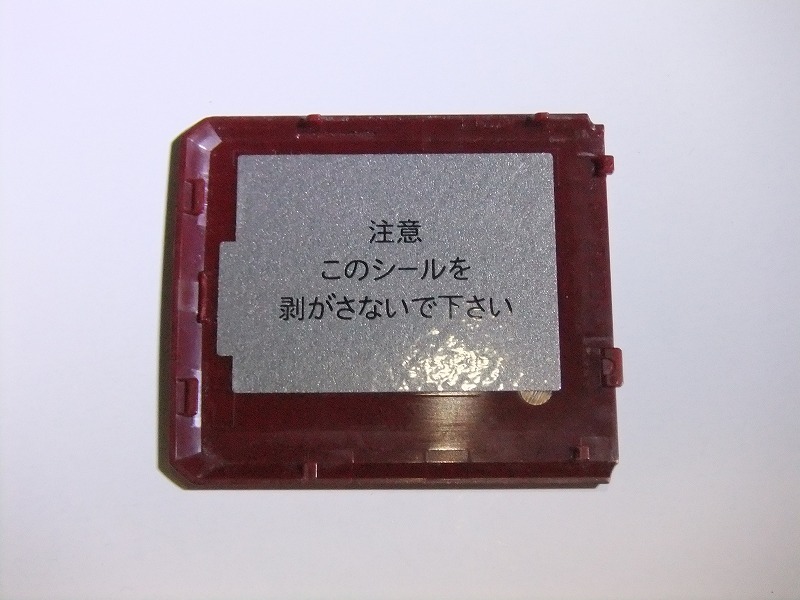 注意
このシールを
剥がさないで下さい